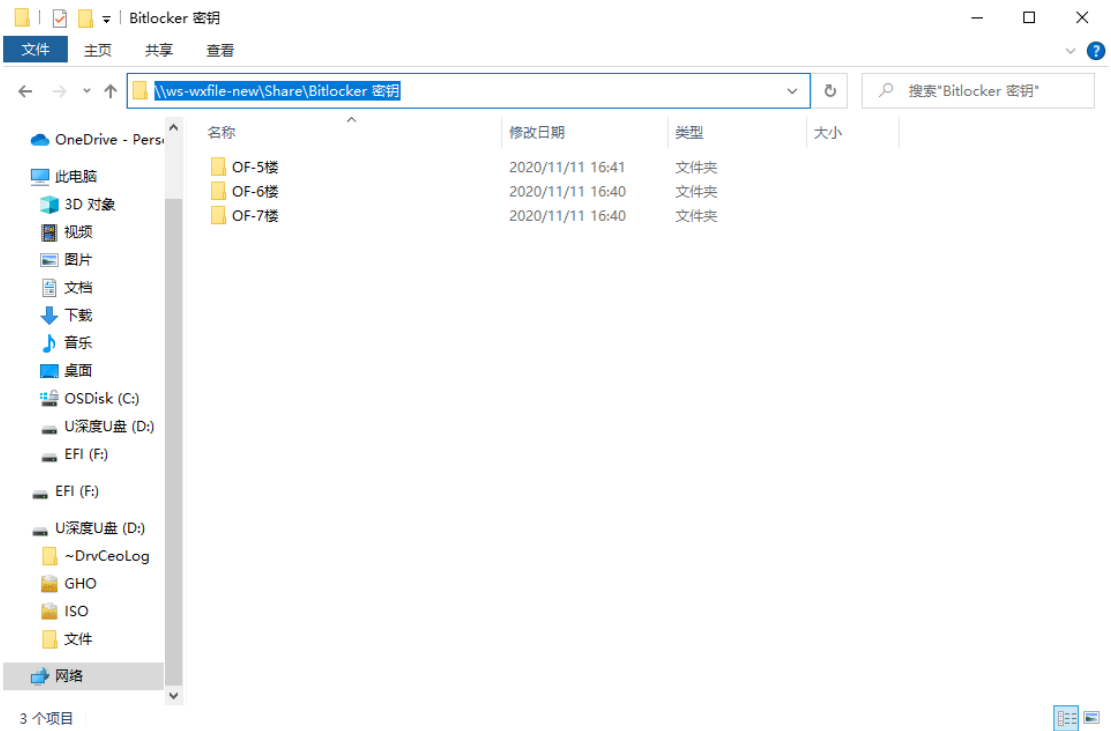 Bitlocker 密钥
文件 主页 共享 查看
\\ws-wxfile-new\Share\Bitlocker 密钥 搜索"Bitlocker 密钥"
名称 修改日期 类型 大小
OF-5楼 2020/11/11 16:41 文件夹
OF-6楼 2020/11/11 16:40 文件夹
OF-7楼 2020/11/11 16:40 文件夹
OneDrive - Pers
此电脑
3D 对象
视频
图片
文档
下载
音乐
桌面
OSDisk (C:)
U深度U盘 (D:)
EFI (F:)
EFI (F:)
U深度U盘 (D:)
~DrvCeoLog
GHO
ISO
文件
网络
3 个项目